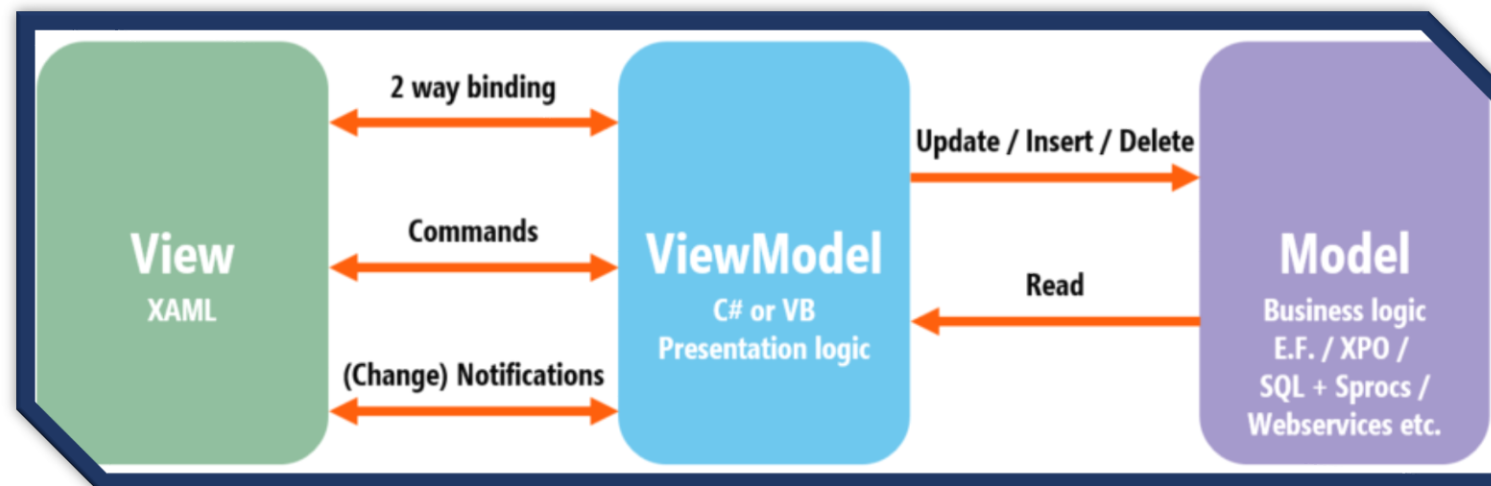 View
XAML
2 way binding
Commands
(Change) Notifications
ViewModel
C# or VB
Presentation logic
Update / Insert / Delete
Read
Model
Business logic
E.F. / XPO /
SQL + Sprocs /
Webservices etc.